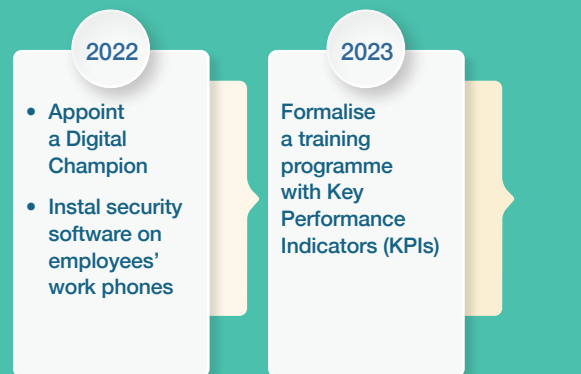 2022
• Appoint
a Digital
Champion
• Instal security
software on
employees’
work phones
2023
Formalise
a training
programme
with Key
Performance
Indicators (KPIs)